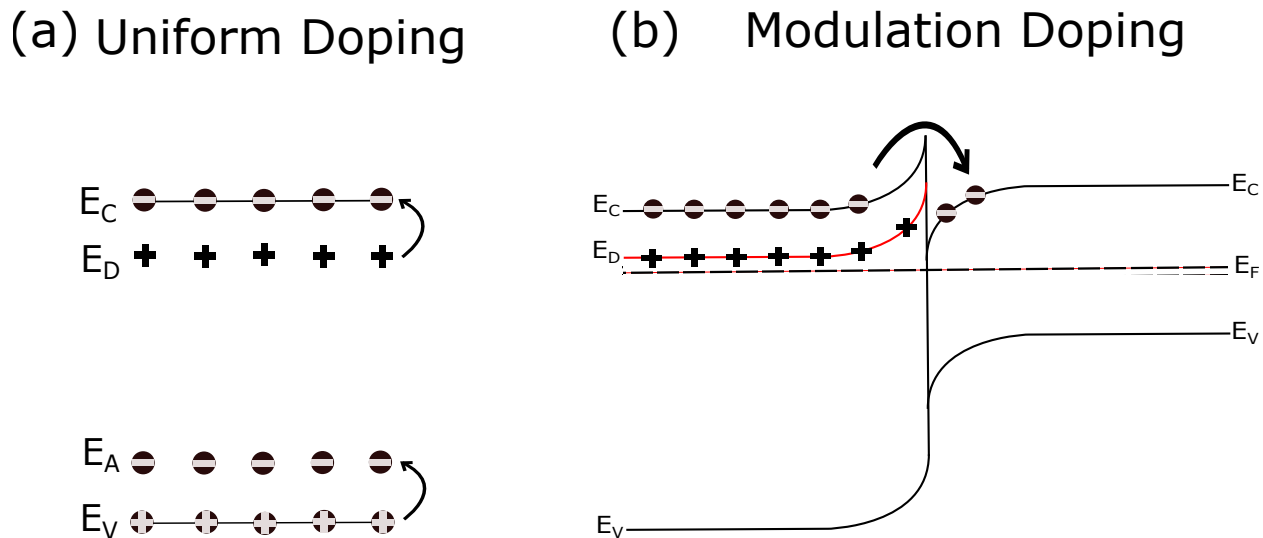 (a) Uniform Doping
(b) Modulation Doping
E_C
E_D
E_A
E_V
E_C
E_D
E_V
E_C
E_F
E_V